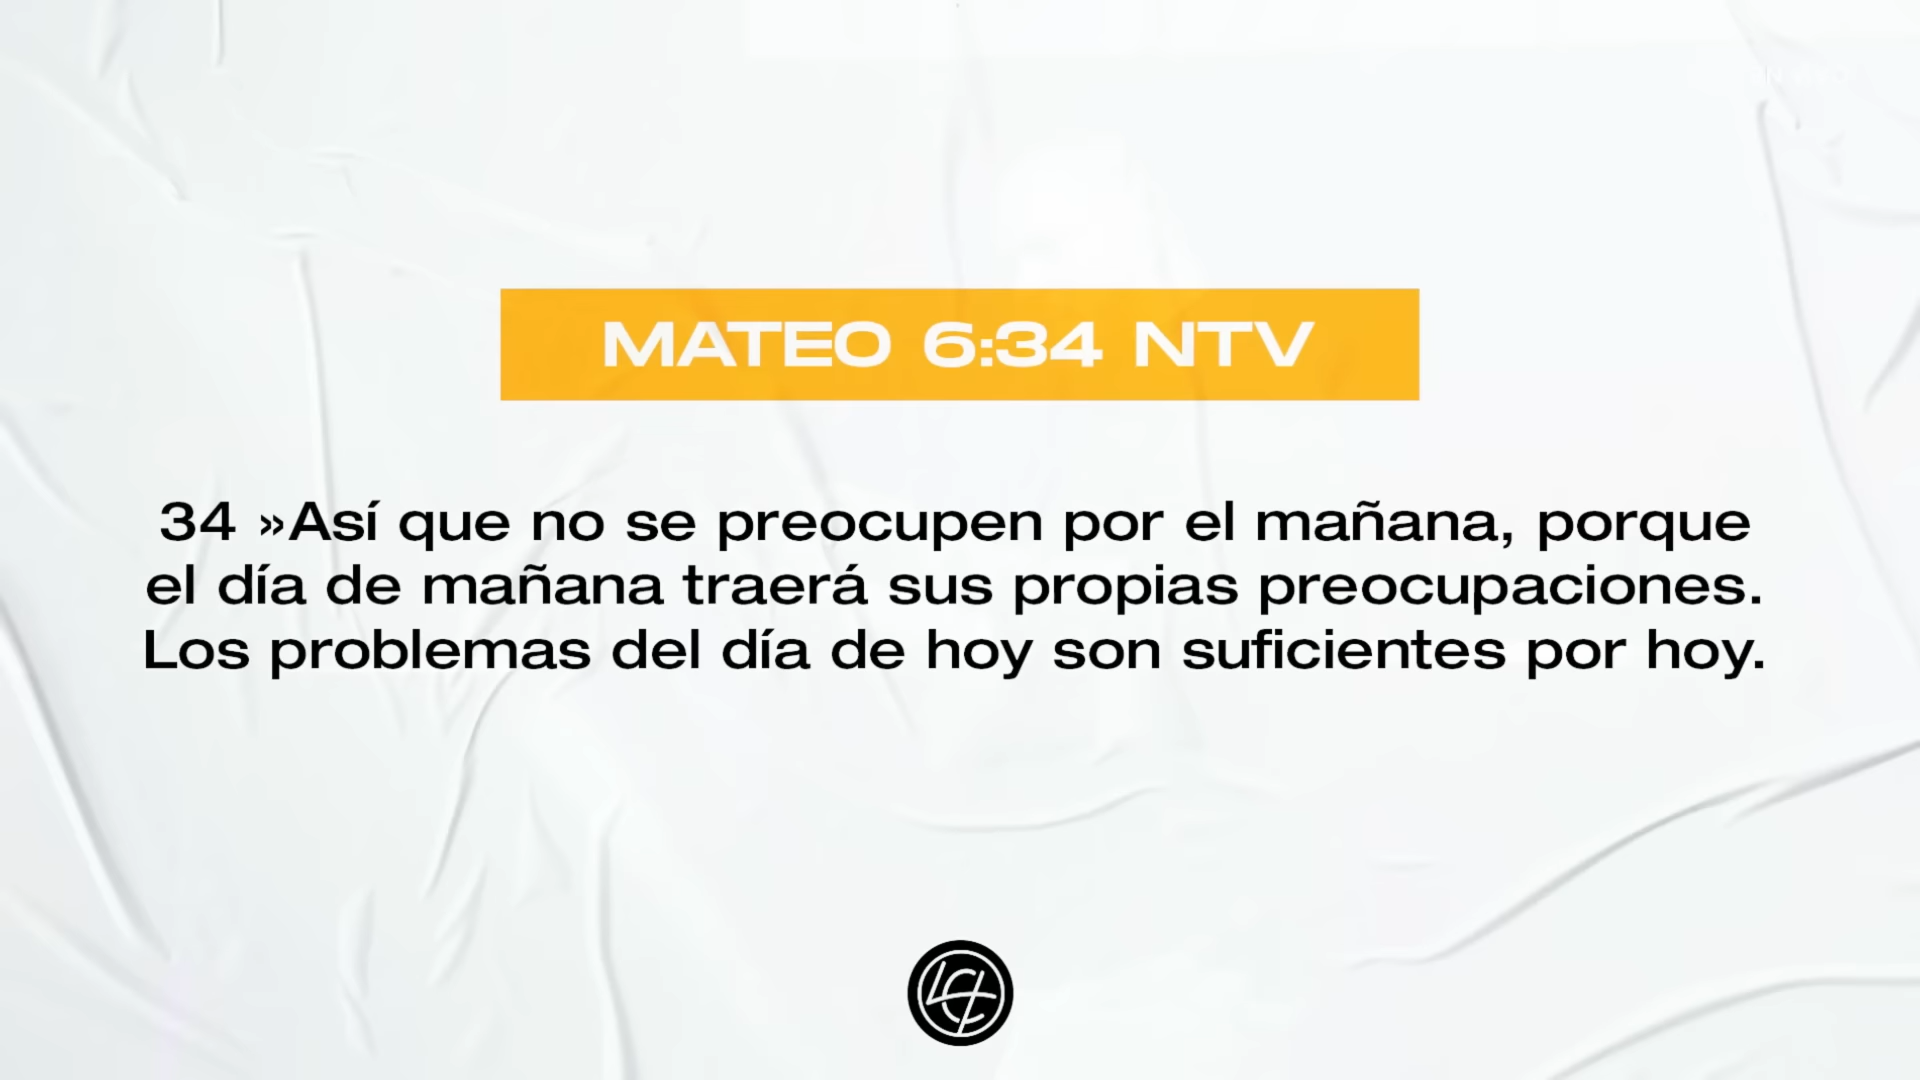 MATEO 6:34 NTV
34 »Así que no se preocupen por el mañana, porque
el día de mañana traerá sus propias preocupaciones.
Los problemas del día de hoy son suficientes por hoy.